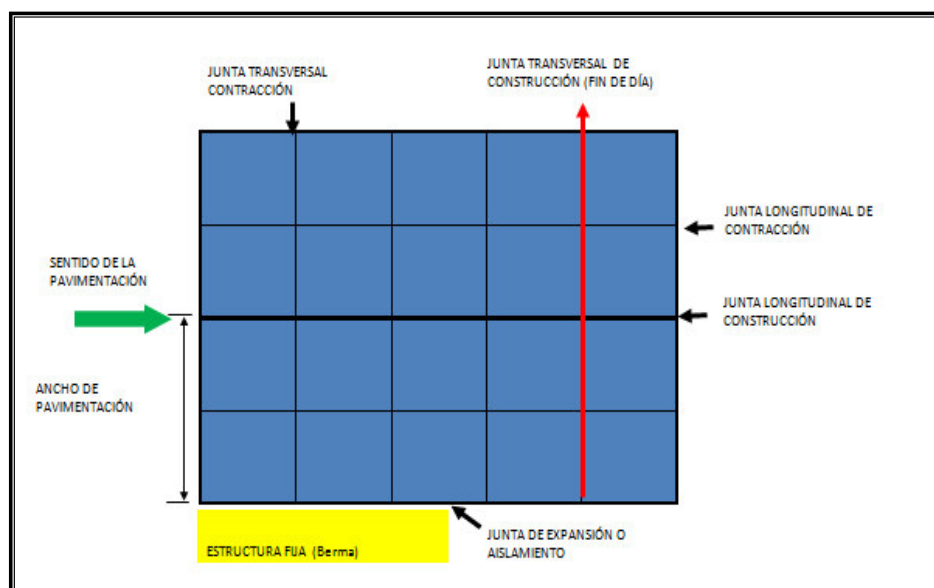 JUNTA TRANSVERSAL
CONTRACCIÓN
JUNTA TRANSVERSAL DE
CONSTRUCCIÓN (FIN DE DÍA)
JUNTA LONGITUDINAL DE
CONTRACCIÓN
SENTIDO DE LA
PAVIMENTACIÓN
JUNTA LONGITUDINAL DE
CONSTRUCCIÓN
ANCHO DE
PAVIMENTACIÓN
JUNTA DE EXPANSIÓN O
AISLAMIENTO
ESTRUCTURA FIJA (Berma)